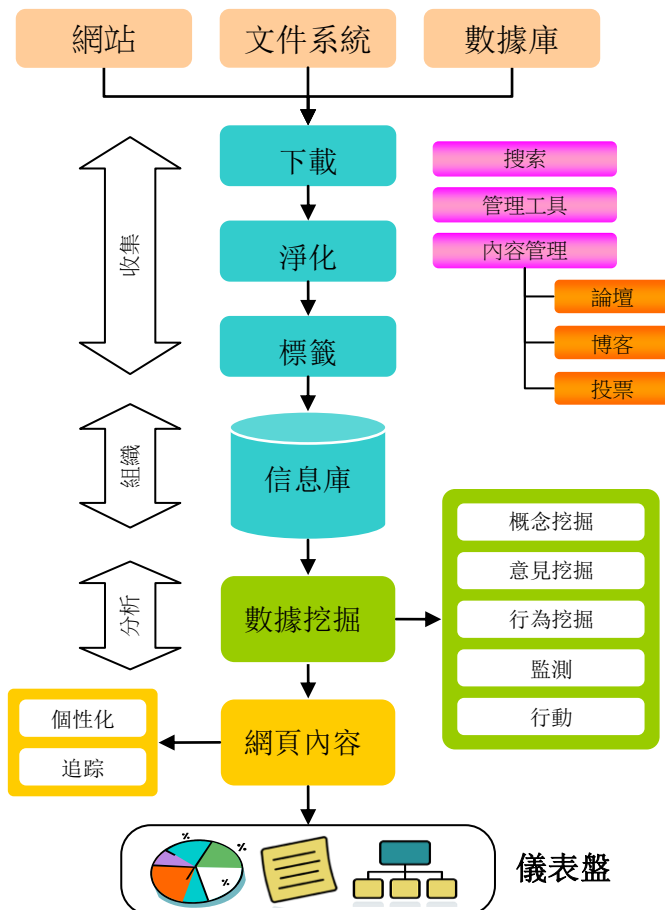 網站
文件系統
數據庫
下載
淨化
標籤
收集
搜索
管理工具
內容管理
論壇
博客
投票
信息庫
組織
數據挖掘
分析
概念挖掘
意見挖掘
行為挖掘
監測
行動
網頁內容
個性化
追踪
%
%
%
儀表盤